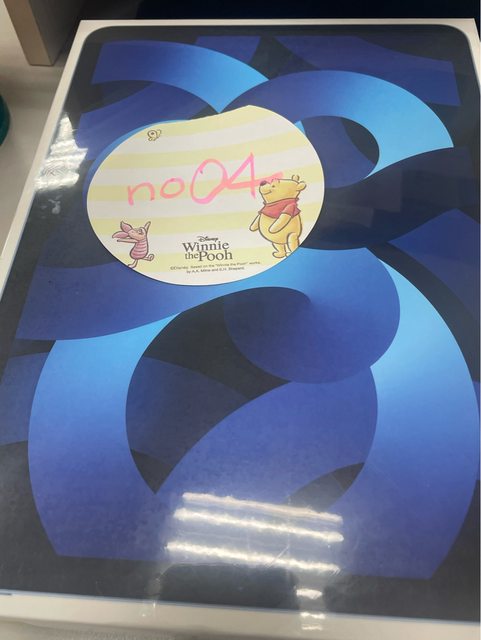 no04
Disney
Winnie
the Pooh
©Disney. Based on the "Winnie the Pooh" works.
by A.A. Milne and E.H. Shepard.